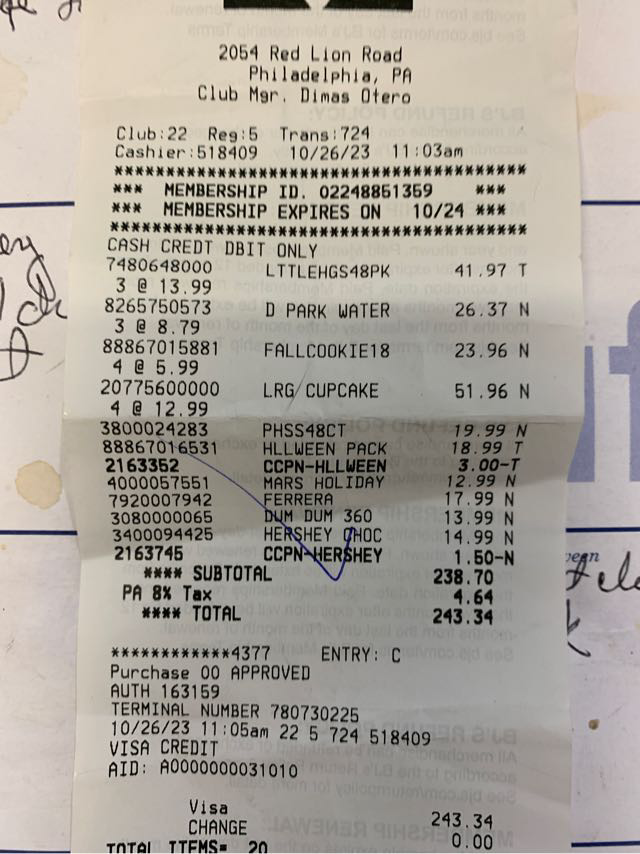 2054 Red Lion Road
Philadelphia, PA
Club Mgr. Dimas Otero
Club:22 Reg:5 Trans:724
Cashier:518409 10/26/23 11:03am
************************************************
*** MEMBERSHIP ID. 02248851359 ***
*** MEMBERSHIP EXPIRES ON 10/24 ***
************************************************
CASH CREDT DBIT ONLY
7480648000 LTTLEHGS48PK 41.97 T
3 @ 13.99
8265750573 D PARK WATER 26.37 N
3 @ 8.79
88867015881 FALLCOOKIE18 23.96 N
4 @ 5.99
20775600000 LRG CUPCAKE 51.96 N
4 @ 12.99
3800024283 PHSS48CT 19.99 N
88867016531 HLLWEEN PACK 18.99 T
2163352 CCPN-HLLWEEN 3.00-T
4000057551 MARS HOLIDAY 12.99 N
7920007942 FERRERA 17.99 N
3080000065 DUM DUM 360 13.99 N
3400094425 HERSHEY CHOC 14.99 N
2163745 CCPN-HERSHEY 1.50-N
**** SUBTOTAL 238.70
PA 8% Tax 4.64
**** TOTAL 243.34
************4377 ENTRY: C
Purchase 00 APPROVED
AUTH 163159
TERMINAL NUMBER 780730225
10/26/23 11:05am 22 5 724 518409
VISA CREDIT
AID: A0000000031010
Visa 243.34
CHANGE 0.00
TOTAL ITEMS= 20